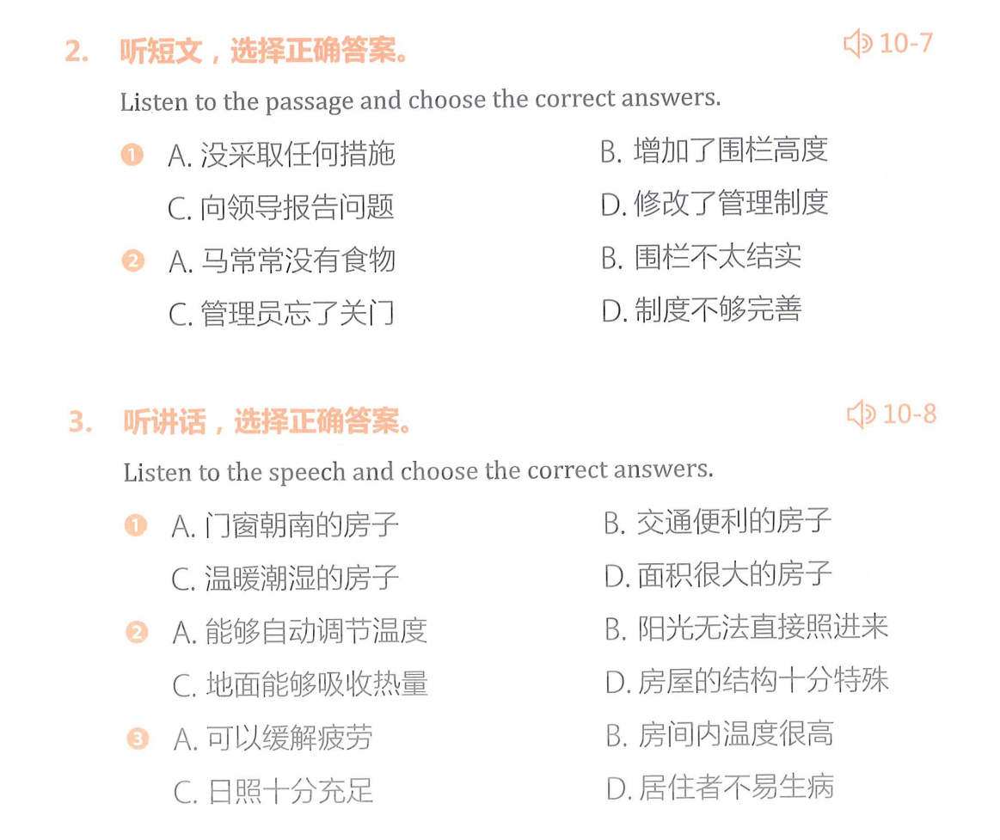 2. 听短文，选择正确答案。 10-7
Listen to the passage and choose the correct answers.
1 A. 没采取任何措施 B. 增加了围栏高度
C. 向领导报告问题 D. 修改了管理制度
2 A. 马常常没有食物 B. 围栏不太结实
C. 管理员忘了关门 D. 制度不够完善
3. 听讲话，选择正确答案。 10-8
Listen to the speech and choose the correct answers.
1 A. 门窗朝南的房子 B. 交通便利的房子
C. 温暖潮湿的房子 D. 面积很大的房子
2 A. 能够自动调节温度 B. 阳光无法直接照进来
C. 地面能够吸收热量 D. 房屋的结构十分特殊
3 A. 可以缓解疲劳 B. 房间内温度很高
C. 日照十分充足 D. 居住者不易生病